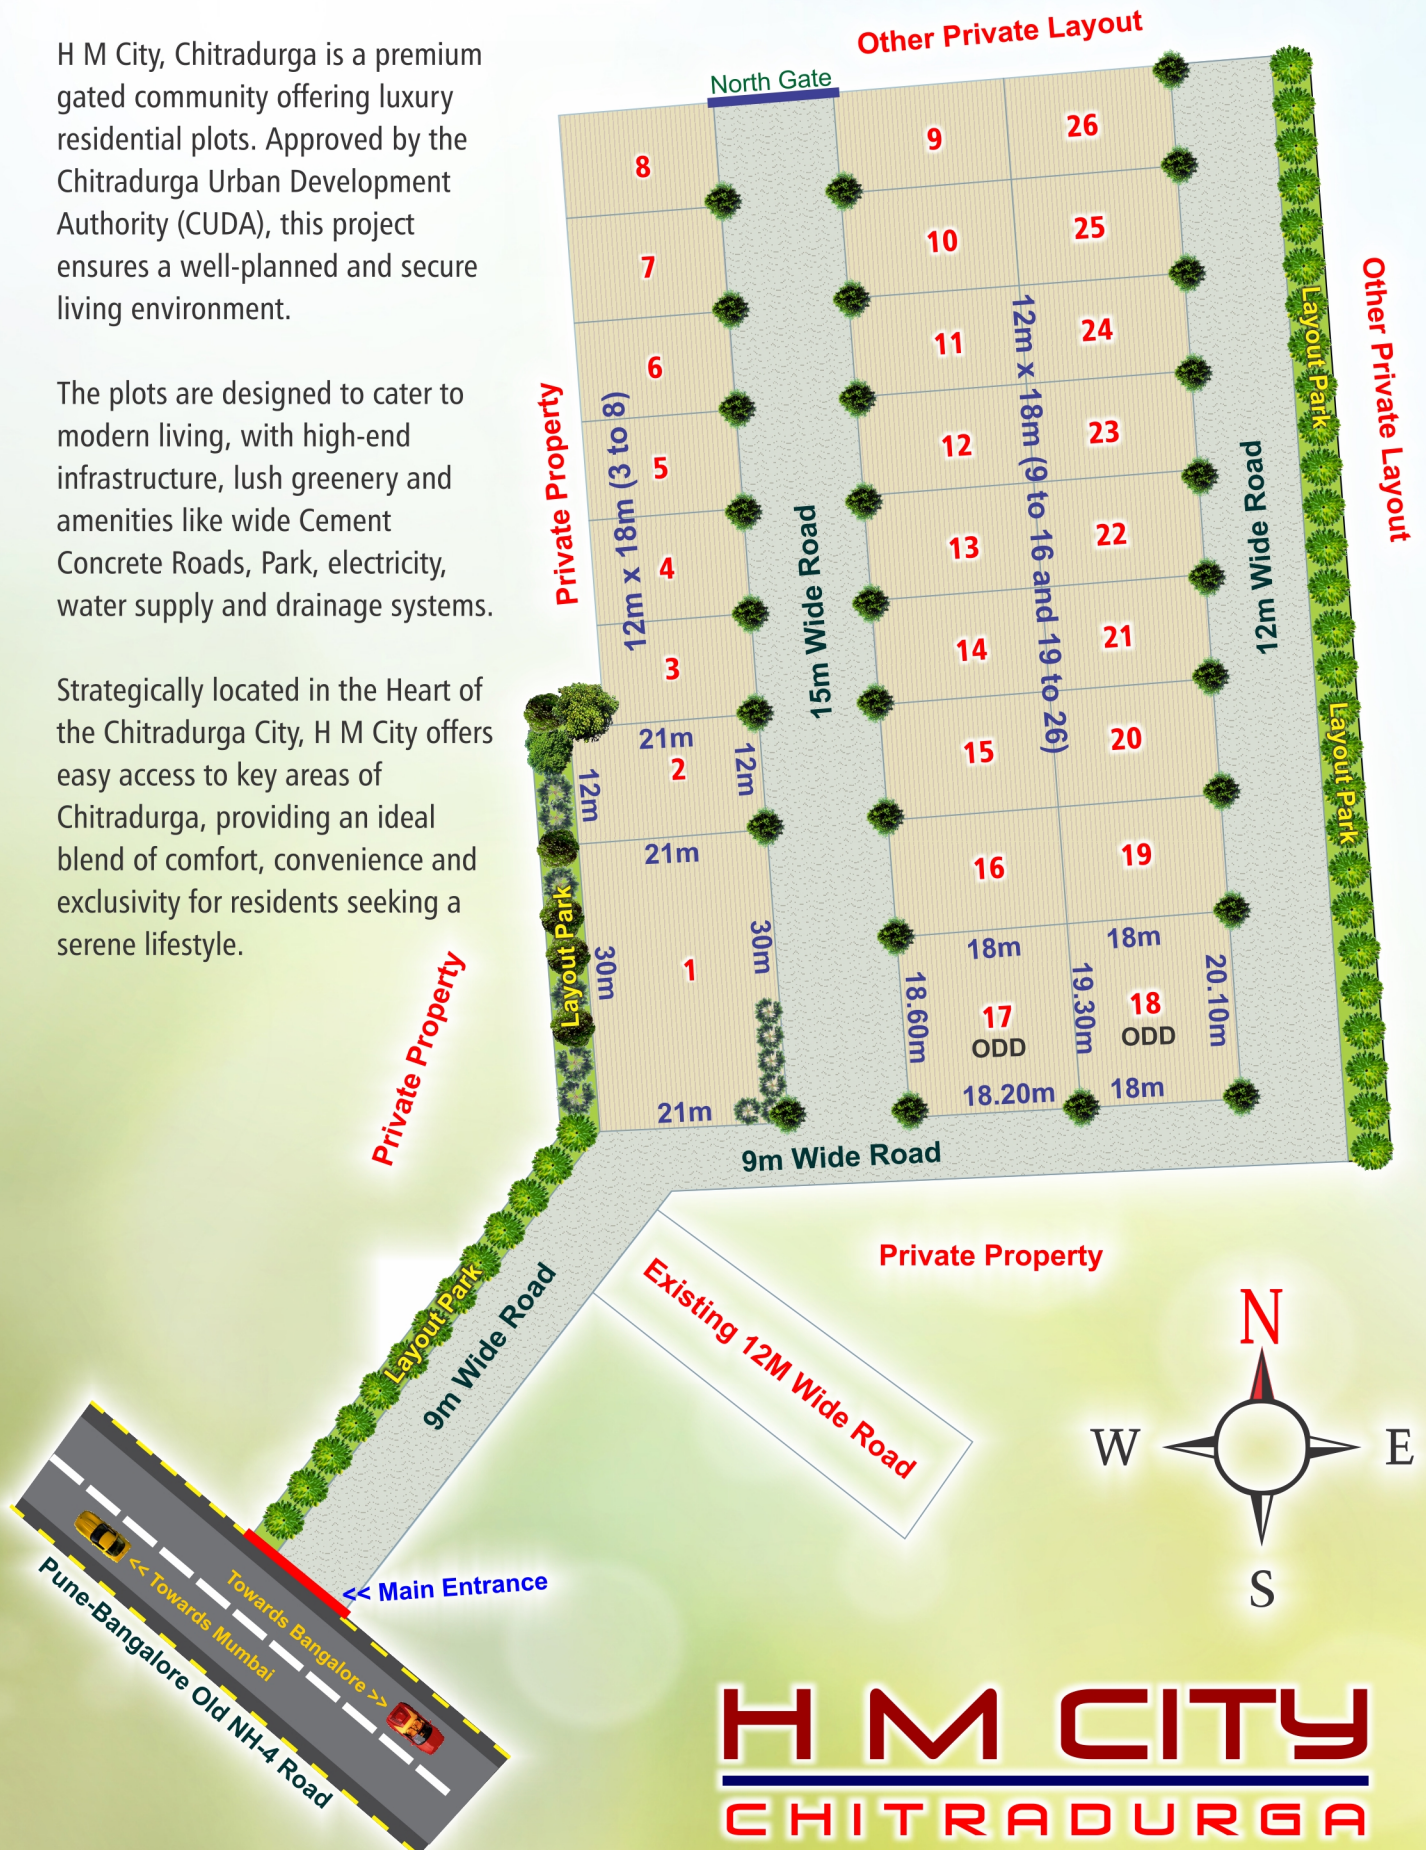 H M City, Chitradurga is a premium
gated community offering luxury
residential plots. Approved by the
Chitradurga Urban Development
Authority (CUDA), this project
ensures a well-planned and secure
living environment.
The plots are designed to cater to
modern living, with high-end
infrastructure, lush greenery and
amenities like wide Cement
Concrete Roads, Park, electricity,
water supply and drainage systems.
Strategically located in the Heart of
the Chitradurga City, H M City offers
easy access to key areas of
Chitradurga, providing an ideal
blend of comfort, convenience and
exclusivity for residents seeking a
serene lifestyle.
Other Private Layout
North Gate
8
7
6
5
4
3
12m x 18m (3 to 8)
Private Property
21m
2
12m
12m
21m
1
30m
30m
21m
Layout Park
Private Property
15m Wide Road
9
26
10
25
11
24
12
23
13
22
14
21
15
20
16
19
12m x 18m (9 to 16 and 19 to 26)
18m
18m
18.60m
17
ODD
19.30m
18
ODD
20.10m
18.20m
18m
12m Wide Road
Layout Park
Layout Park
Other Private Layout
9m Wide Road
Private Property
Layout Park
9m Wide Road
Existing 12M Wide Road
N
W
E
S
<< Main Entrance
Towards Bangalore >>
<< Towards Mumbai
Pune-Bangalore Old NH-4 Road
H M CITY
CHITRADURGA